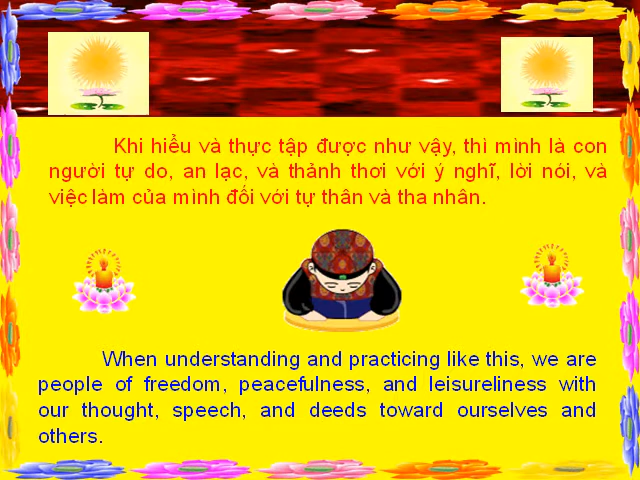 Khi hiểu và thực tập được như vậy, thì mình là con
người tự do, an lạc, và thảnh thơi với ý nghĩ, lời nói, và
việc làm của mình đối với tự thân và tha nhân.
When understanding and practicing like this, we are
people of freedom, peacefulness, and leisureliness with
our thought, speech, and deeds toward ourselves and
others.